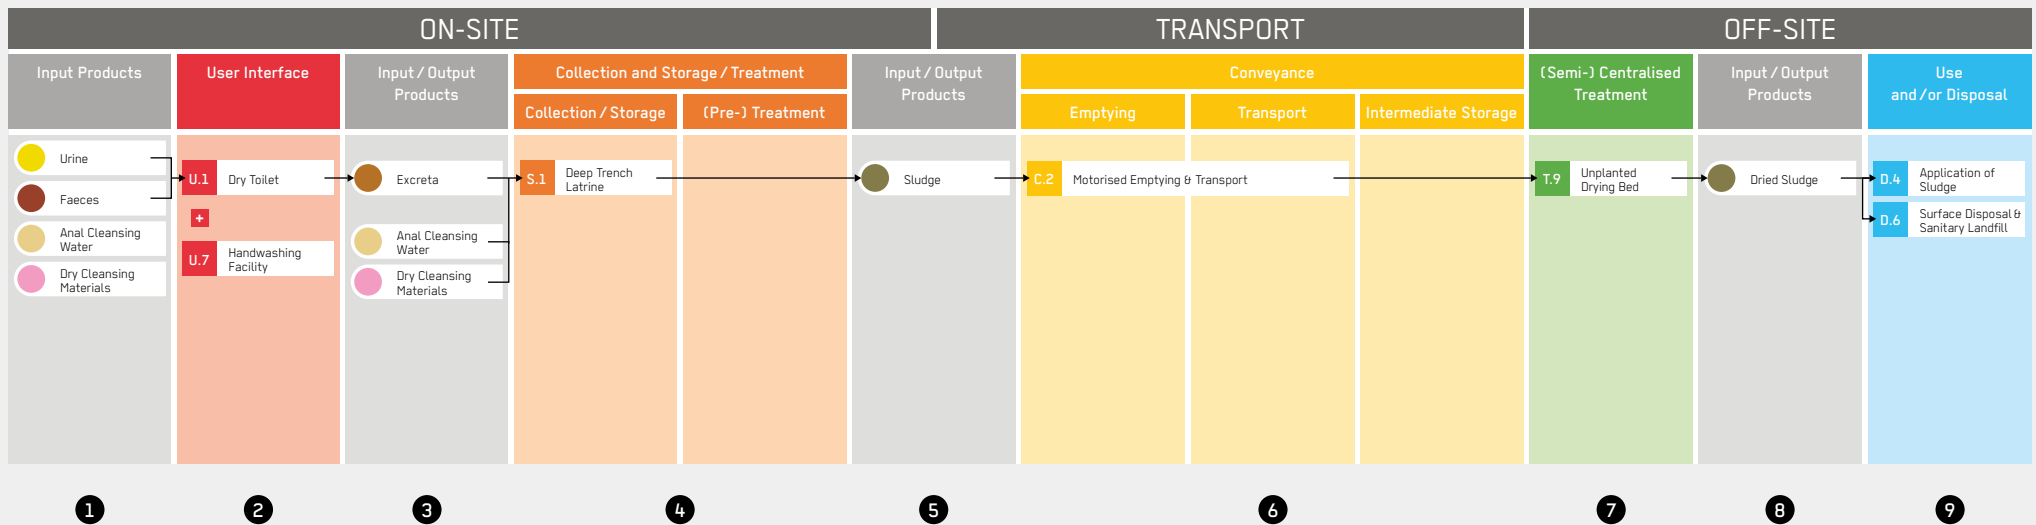 ON-SITE
TRANSPORT
OFF-SITE
Input Products
User Interface
Input / Output
Products
Collection and Storage / Treatment
Collection / Storage
(Pre-) Treatment
Input / Output
Products
Conveyance
Emptying
Transport
Intermediate Storage
(Semi-) Centralised
Treatment
Input / Output
Products
Use
and / or Disposal
Urine
Faeces
Anal Cleansing
Water
Dry Cleansing
Materials
U.1
Dry Toilet
+
U.7
Handwashing
Facility
Excreta
Anal Cleansing
Water
Dry Cleansing
Materials
S.1
Deep Trench
Latrine
Sludge
C.2
Motorised Emptying & Transport
T.9
Unplanted
Drying Bed
Dried Sludge
D.4
Application of
Sludge
D.6
Surface Disposal &
Sanitary Landfill
1
2
3
4
5
6
7
8
9